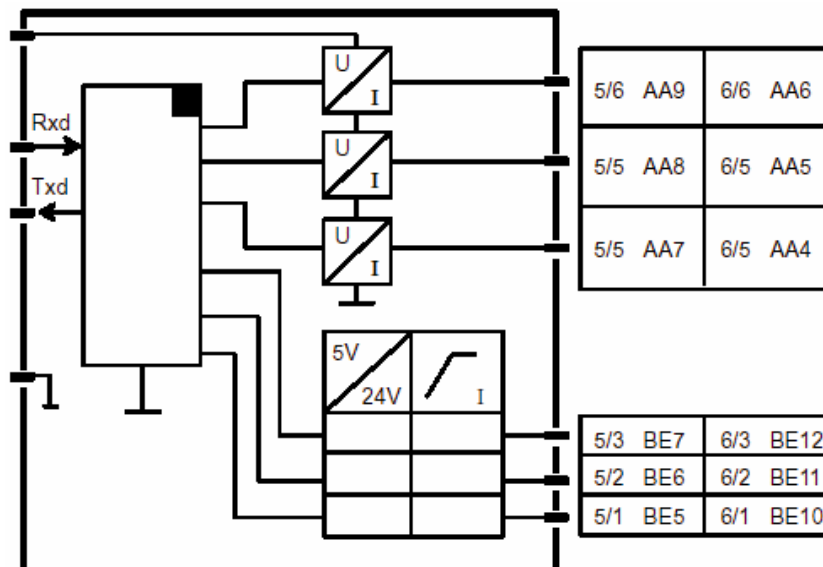 U
I
5/6 AA9 6/6 AA6
Rxd
U
I
5/5 AA8 6/5 AA5
Txd
U
I
5/5 AA7 6/5 AA4
5V
24V
I
5/3 BE7 6/3 BE12
5/2 BE6 6/2 BE11
5/1 BE5 6/1 BE10